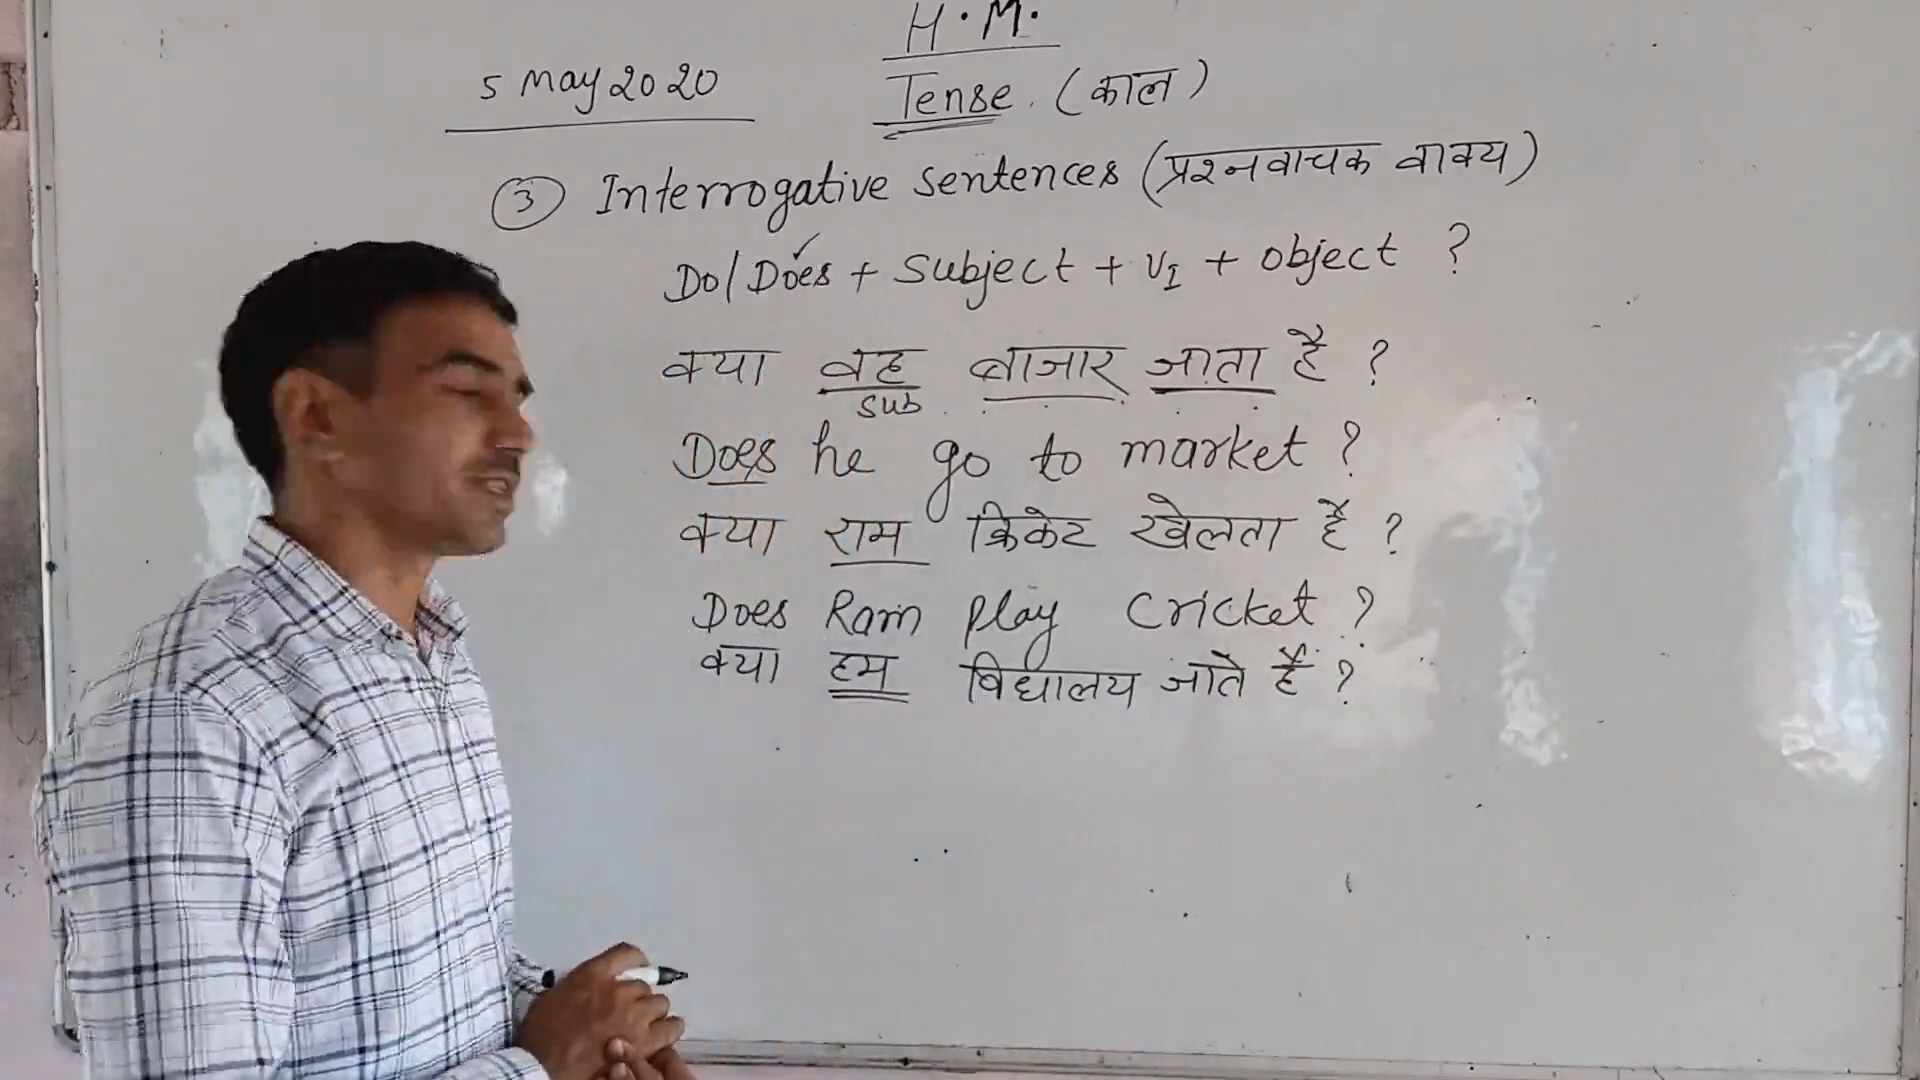 H.M.
5 May 2020
Tense. (काल)
③ Interrogative sentences (प्रश्नवाचक वाक्य)
Do/Does + subject + V1 + object ?
क्या वह बाजार जाता है ?
sub
Does he go to market ?
क्या राम क्रिकेट खेलता है ?
Does Ram play cricket ?
क्या हम विद्यालय जाते हैं ?